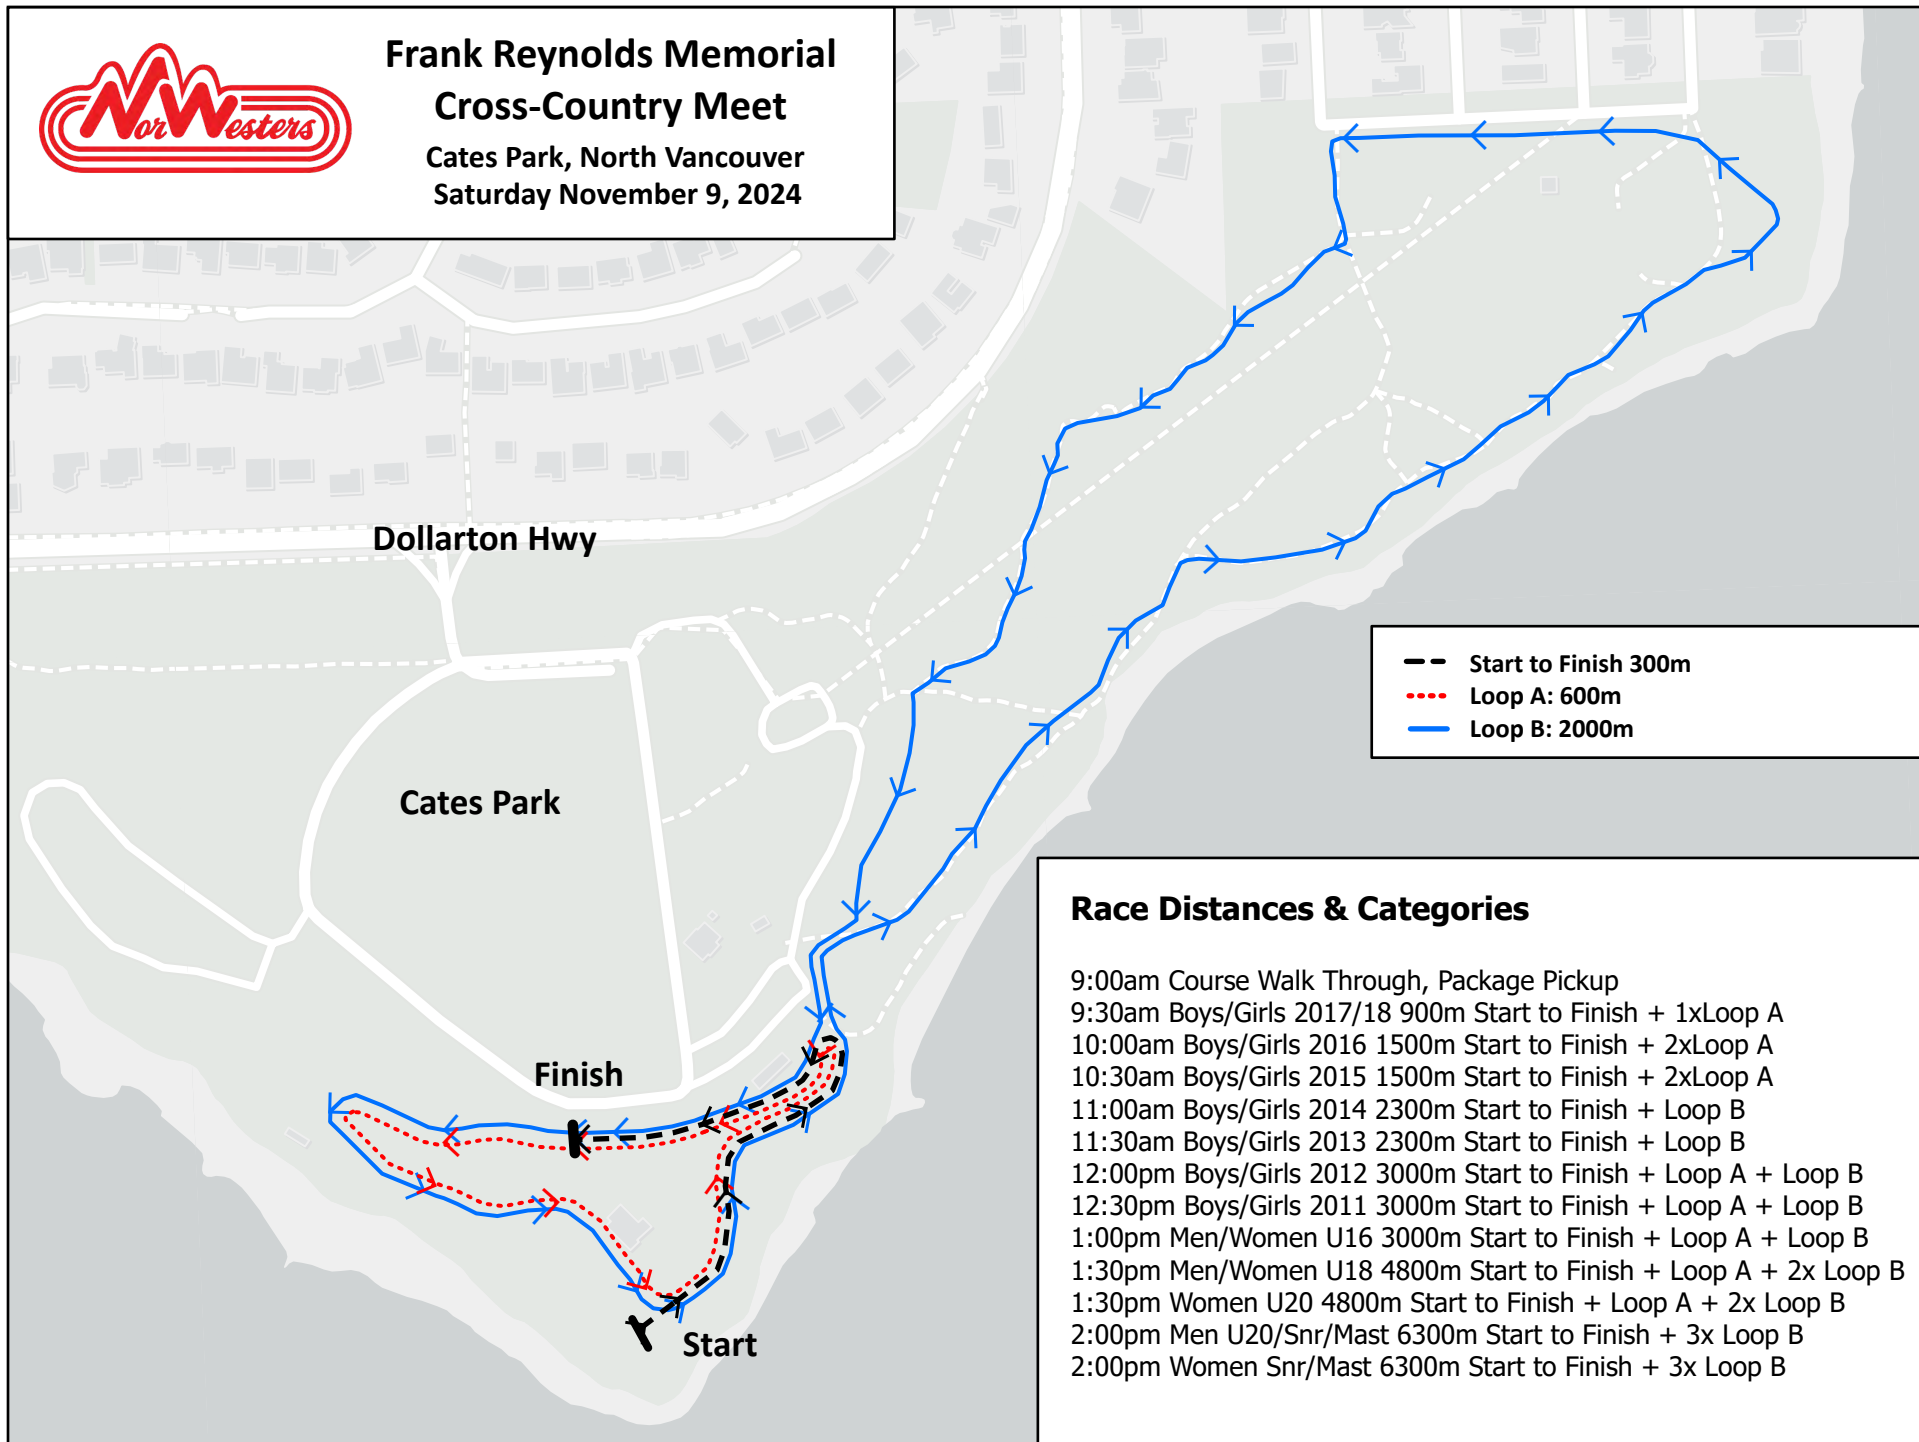 NorWesters
Frank Reynolds Memorial
Cross-Country Meet
Cates Park, North Vancouver
Saturday November 9, 2024
Dollarton Hwy
Cates Park
Finish
Start
Start to Finish 300m
Loop A: 600m
Loop B: 2000m
Race Distances & Categories
9:00am Course Walk Through, Package Pickup
9:30am Boys/Girls 2017/18 900m Start to Finish + 1xLoop A
10:00am Boys/Girls 2016 1500m Start to Finish + 2xLoop A
10:30am Boys/Girls 2015 1500m Start to Finish + 2xLoop A
11:00am Boys/Girls 2014 2300m Start to Finish + Loop B
11:30am Boys/Girls 2013 2300m Start to Finish + Loop B
12:00pm Boys/Girls 2012 3000m Start to Finish + Loop A + Loop B
12:30pm Boys/Girls 2011 3000m Start to Finish + Loop A + Loop B
1:00pm Men/Women U16 3000m Start to Finish + Loop A + Loop B
1:30pm Men/Women U18 4800m Start to Finish + Loop A + 2x Loop B
1:30pm Women U20 4800m Start to Finish + Loop A + 2x Loop B
2:00pm Men U20/Snr/Mast 6300m Start to Finish + 3x Loop B
2:00pm Women Snr/Mast 6300m Start to Finish + 3x Loop B